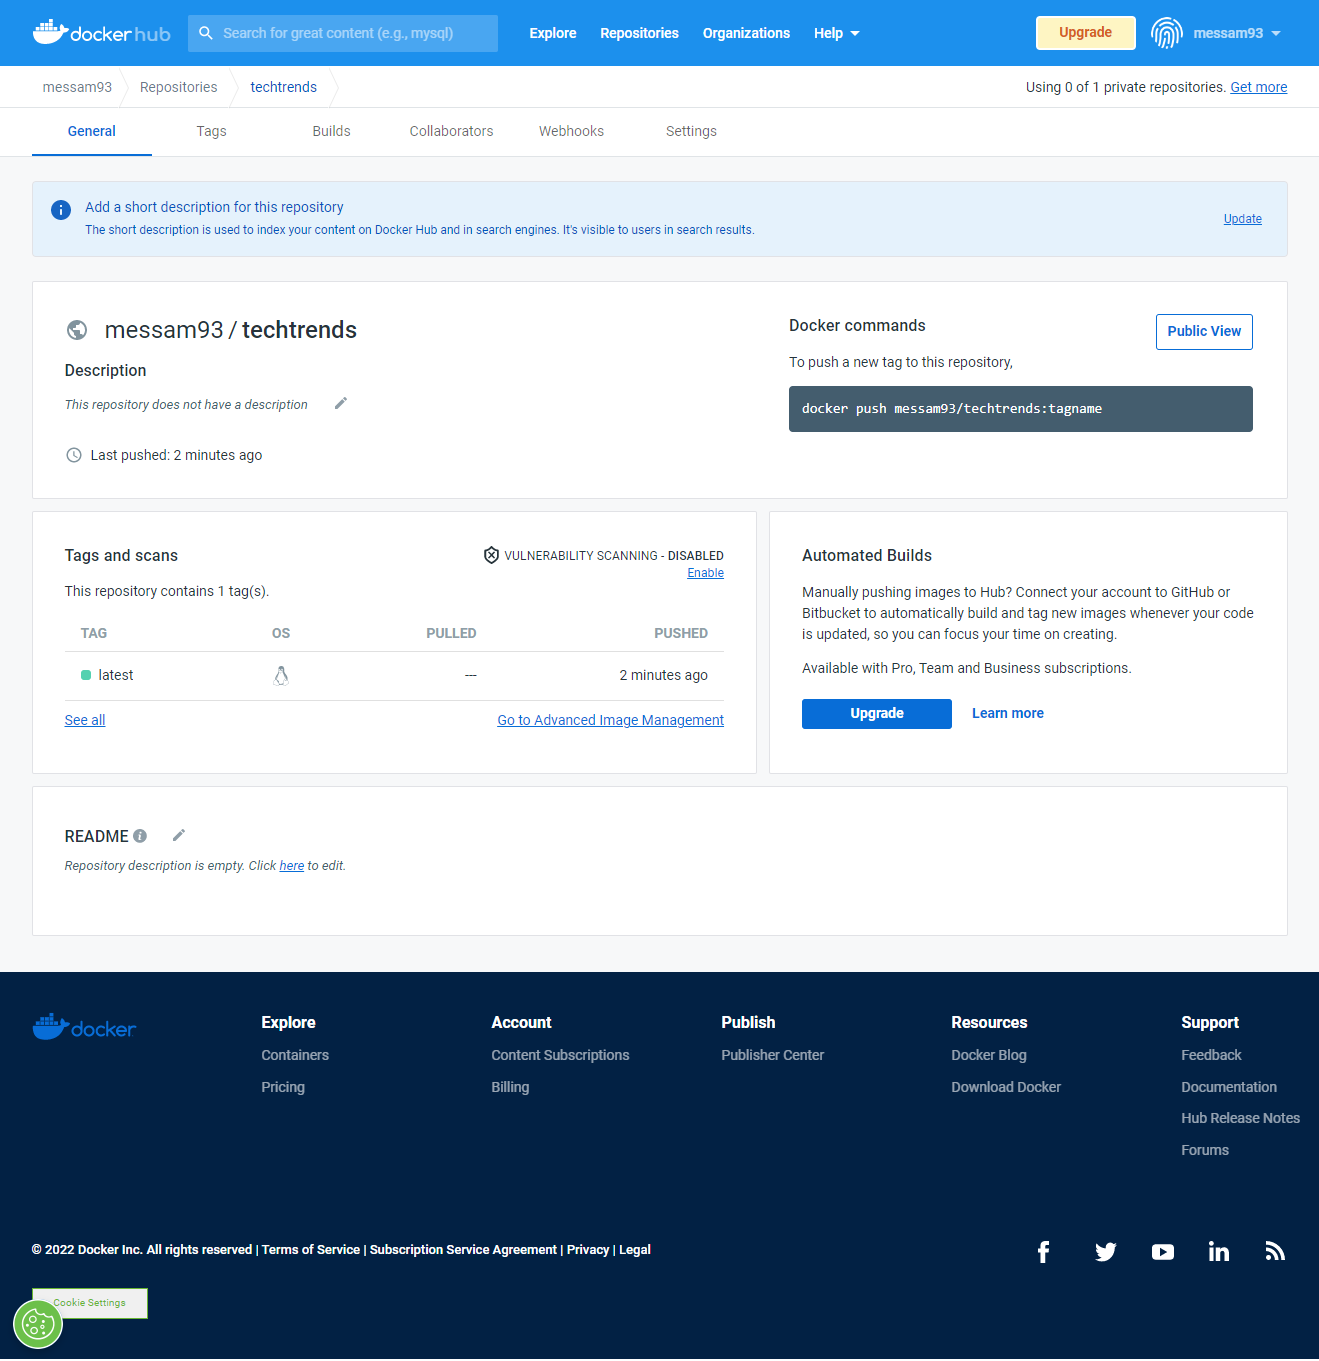 docker hub
Search for great content (e.g., mysql)
Explore
Repositories
Organizations
Help
Upgrade
messam93
messam93
Repositories
techtrends
Using 0 of 1 private repositories. Get more
General
Tags
Builds
Collaborators
Webhooks
Settings
Add a short description for this repository
The short description is used to index your content on Docker Hub and in search engines. It's visible to users in search results.
Update
messam93 / techtrends
Description
This repository does not have a description
Last pushed: 2 minutes ago
Docker commands
Public View
To push a new tag to this repository,
docker push messam93/techtrends:tagname
Tags and scans
VULNERABILITY SCANNING - DISABLED
Enable
This repository contains 1 tag(s).
TAG
OS
PULLED
PUSHED
latest
---
2 minutes ago
See all
Go to Advanced Image Management
Automated Builds
Manually pushing images to Hub? Connect your account to GitHub or
Bitbucket to automatically build and tag new images whenever your code
is updated, so you can focus your time on creating.
Available with Pro, Team and Business subscriptions.
Upgrade
Learn more
README
Repository description is empty. Click here to edit.
docker
Explore
Containers
Pricing
Account
Content Subscriptions
Billing
Publish
Publisher Center
Resources
Docker Blog
Download Docker
Support
Feedback
Documentation
Hub Release Notes
Forums
© 2022 Docker Inc. All rights reserved | Terms of Service | Subscription Service Agreement | Privacy | Legal
Cookie Settings